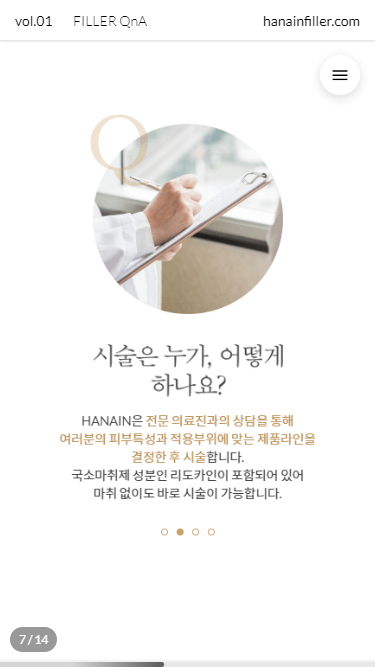 vol.01 FILLER QnA hanainfiller.com
Q
시술은 누가, 어떻게
하나요?
HANAIN은 전문 의료진과의 상담을 통해
여러분의 피부특성과 적용부위에 맞는 제품라인을
결정한 후 시술합니다.
국소마취제 성분인 리도카인이 포함되어 있어
마취 없이도 바로 시술이 가능합니다.
7 / 14